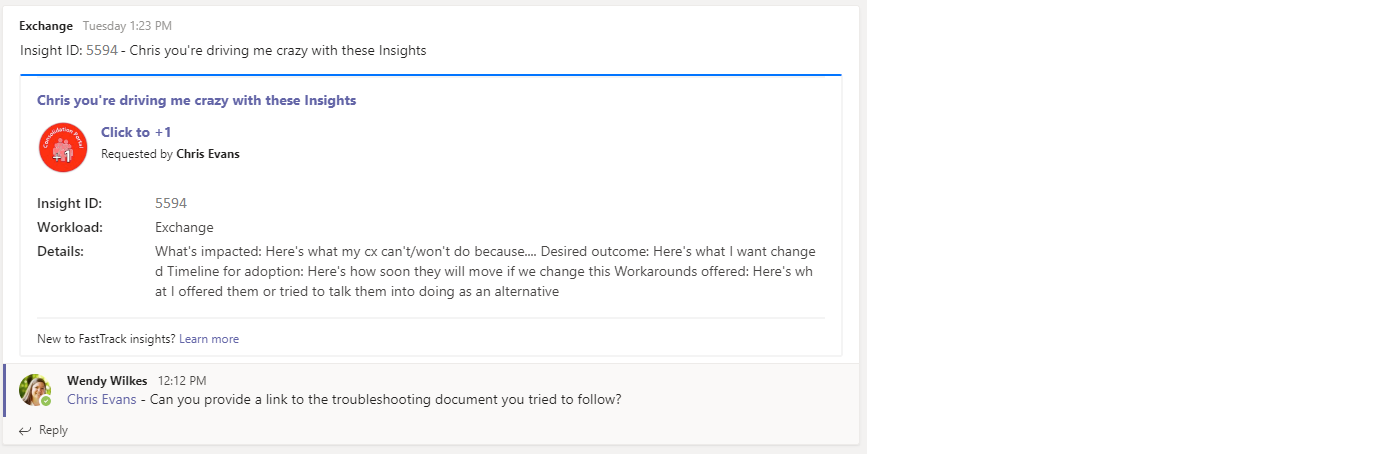 Exchange Tuesday 1:23 PM
Insight ID: 5594 - Chris you're driving me crazy with these Insights
Chris you're driving me crazy with these Insights
Consolidation Portal
+1
Click to +1
Requested by Chris Evans
Insight ID: 5594
Workload: Exchange
Details: What's impacted: Here's what my cx can't/won't do because.... Desired outcome: Here's what I want change
d Timeline for adoption: Here's how soon they will move if we change this Workarounds offered: Here's wh
at I offered them or tried to talk them into doing as an alternative
New to FastTrack insights? Learn more
Wendy Wilkes 12:12 PM
Chris Evans - Can you provide a link to the troubleshooting document you tried to follow?
Reply